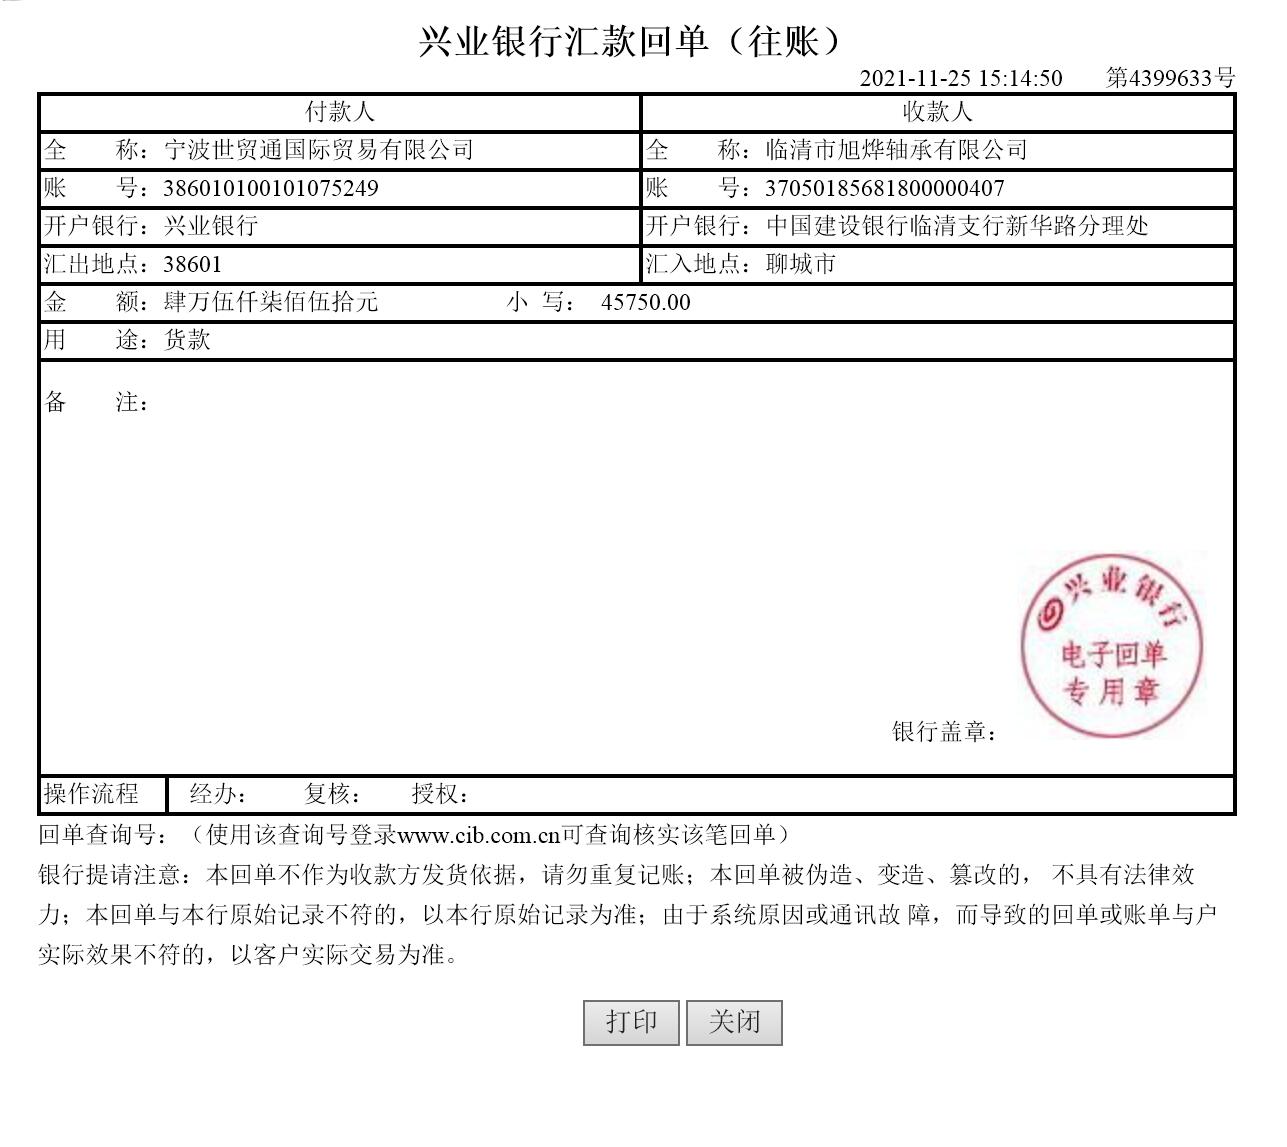 兴业银行汇款回单（往账）
2021-11-25 15:14:50 第4399633号
付款人 收款人
全 称：宁波世贸通国际贸易有限公司 全 称：临清市旭烨轴承有限公司
账 号：386010100101075249 账 号：37050185681800000407
开户银行：兴业银行 开户银行：中国建设银行临清支行新华路分理处
汇出地点：38601 汇入地点：聊城市
金 额：肆万伍仟柒佰伍拾元 小 写： 45750.00
用 途：货款
备 注：
兴业银行
电子回单
专用章
银行盖章：
操作流程 经办： 复核： 授权：
回单查询号：（使用该查询号登录www.cib.com.cn可查询核实该笔回单）
银行提请注意：本回单不作为收款方发货依据，请勿重复记账；本回单被伪造、变造、篡改的， 不具有法律效
力；本回单与本行原始记录不符的，以本行原始记录为准；由于系统原因或通讯故 障，而导致的回单或账单与户
实际效果不符的，以客户实际交易为准。
打印 关闭